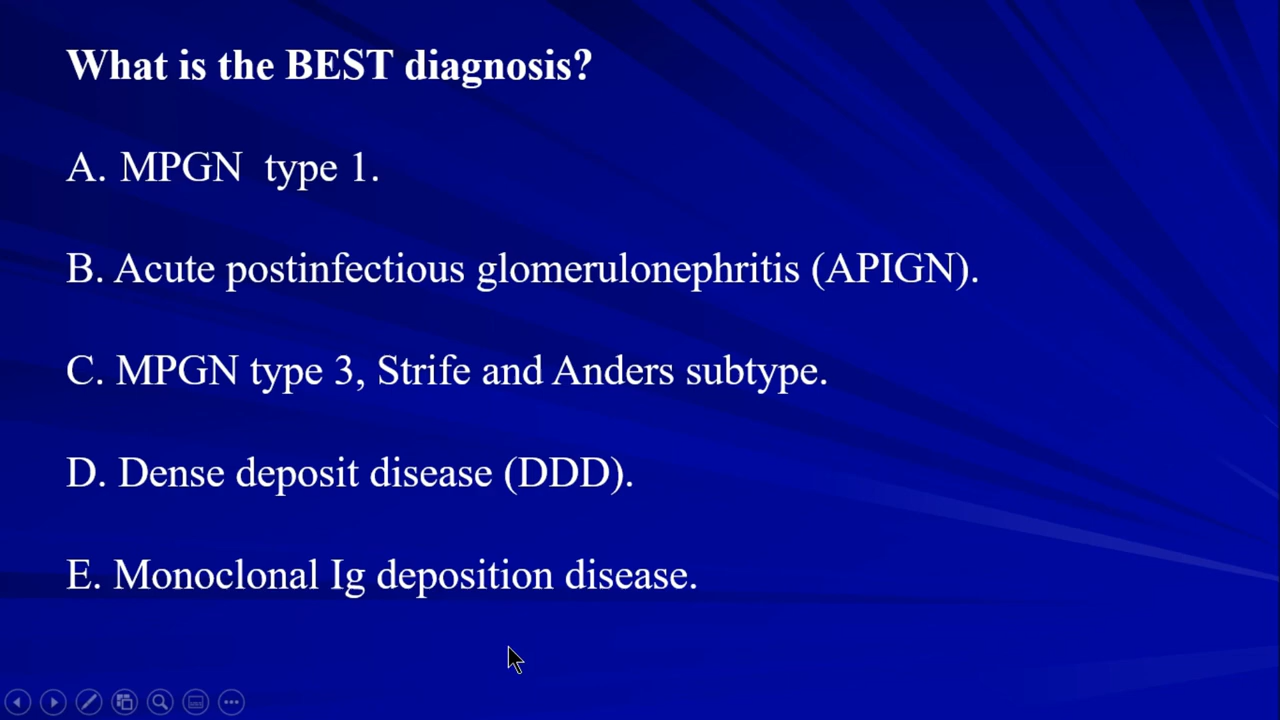 What is the BEST diagnosis?
A. MPGN type 1.
B. Acute postinfectious glomerulonephritis (APIGN).
C. MPGN type 3, Strife and Anders subtype.
D. Dense deposit disease (DDD).
E. Monoclonal Ig deposition disease.